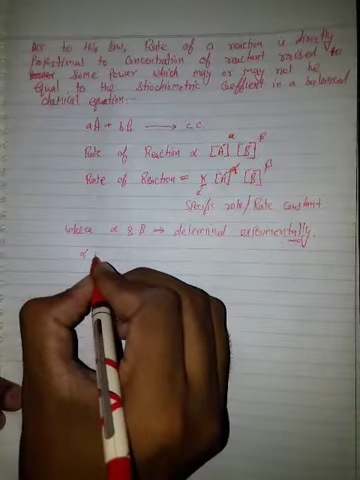 Acc to this law, Rate of a reaction is directly
Proportional to Concentration of reactant raised to
some Power which may or may not be
equal to the Stiochiometric Coefficient in a balanced
chemical equation:-
aA + bB → cC.
Rate of Reaction ∝ [A]^α [B]^β
Rate of Reaction = K [A]^α [B]^β
Specific rate / Rate constant
where α & β → determined experimentally.
α